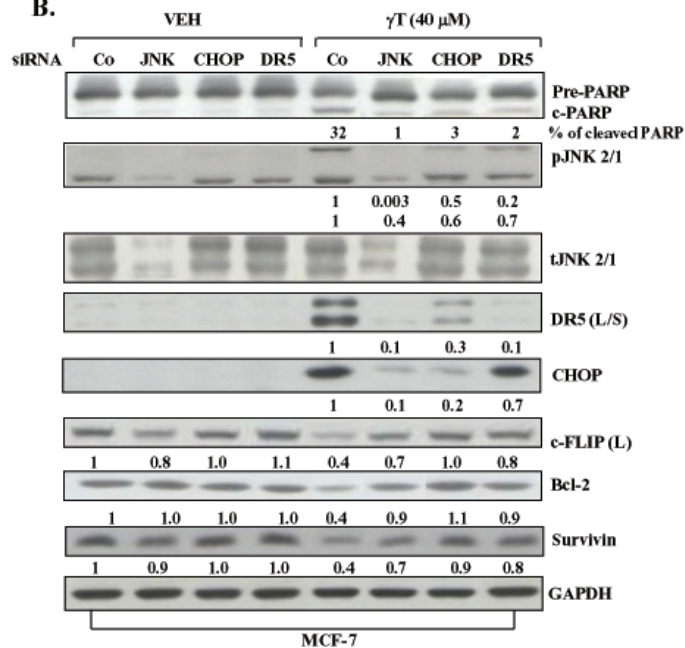 B.
VEH γT (40 μM)
siRNA Co JNK CHOP DR5 Co JNK CHOP DR5
Pre-PARP
c-PARP
32 1 3 2 % of cleaved PARP
pJNK 2/1
1 0.003 0.5 0.2
1 0.4 0.6 0.7
tJNK 2/1
DR5 (L/S)
1 0.1 0.3 0.1
CHOP
1 0.1 0.2 0.7
c-FLIP (L)
1 0.8 1.0 1.1 0.4 0.7 1.0 0.8
Bcl-2
1 1.0 1.0 1.0 0.4 0.9 1.1 0.9
Survivin
1 0.9 1.0 1.0 0.4 0.7 0.9 0.8
GAPDH
MCF-7